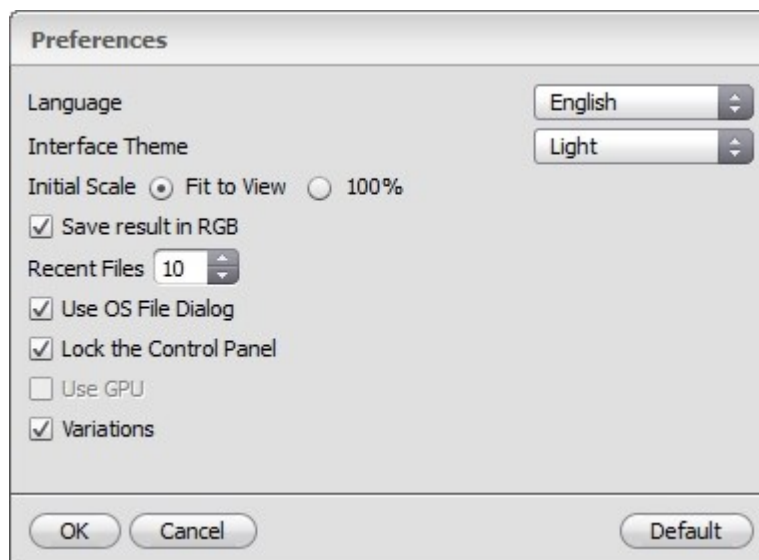 Preferences
Language English
Interface Theme Light
Initial Scale Fit to View 100%
Save result in RGB
Recent Files 10
Use OS File Dialog
Lock the Control Panel
Use GPU
Variations
OK Cancel Default